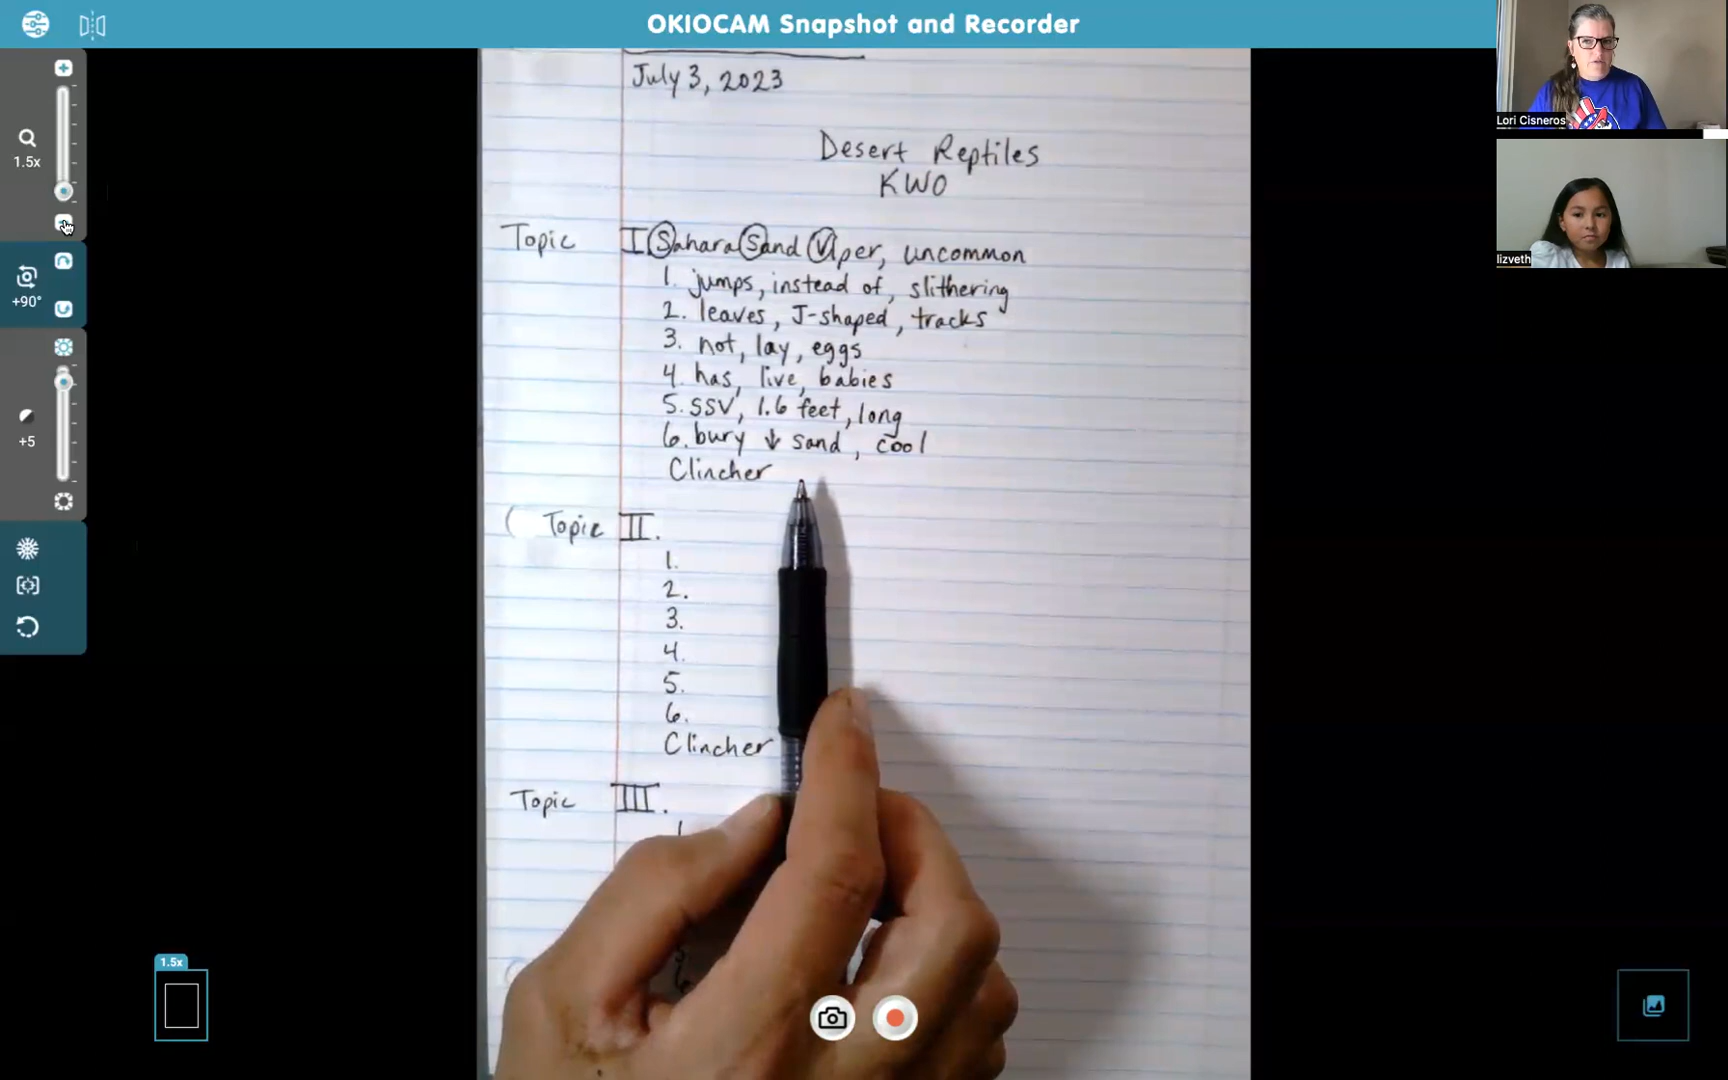 OKIOCAM Snapshot and Recorder
1.5x
+90°
+5
July 3, 2023
Desert Reptiles
KWO
Topic I Sahara Sand Viper, uncommon
1. jumps, instead of, slithering
2. leaves, J-shaped, tracks
3. not, lay, eggs
4. has, live, babies
5. SSV, 1.6 feet, long
6. bury ↓ sand, cool
Clincher
( Topic II.
1.
2.
3.
4.
5.
6.
Clincher
Topic III.
1
1.5x
Lori Cisneros
lizveth